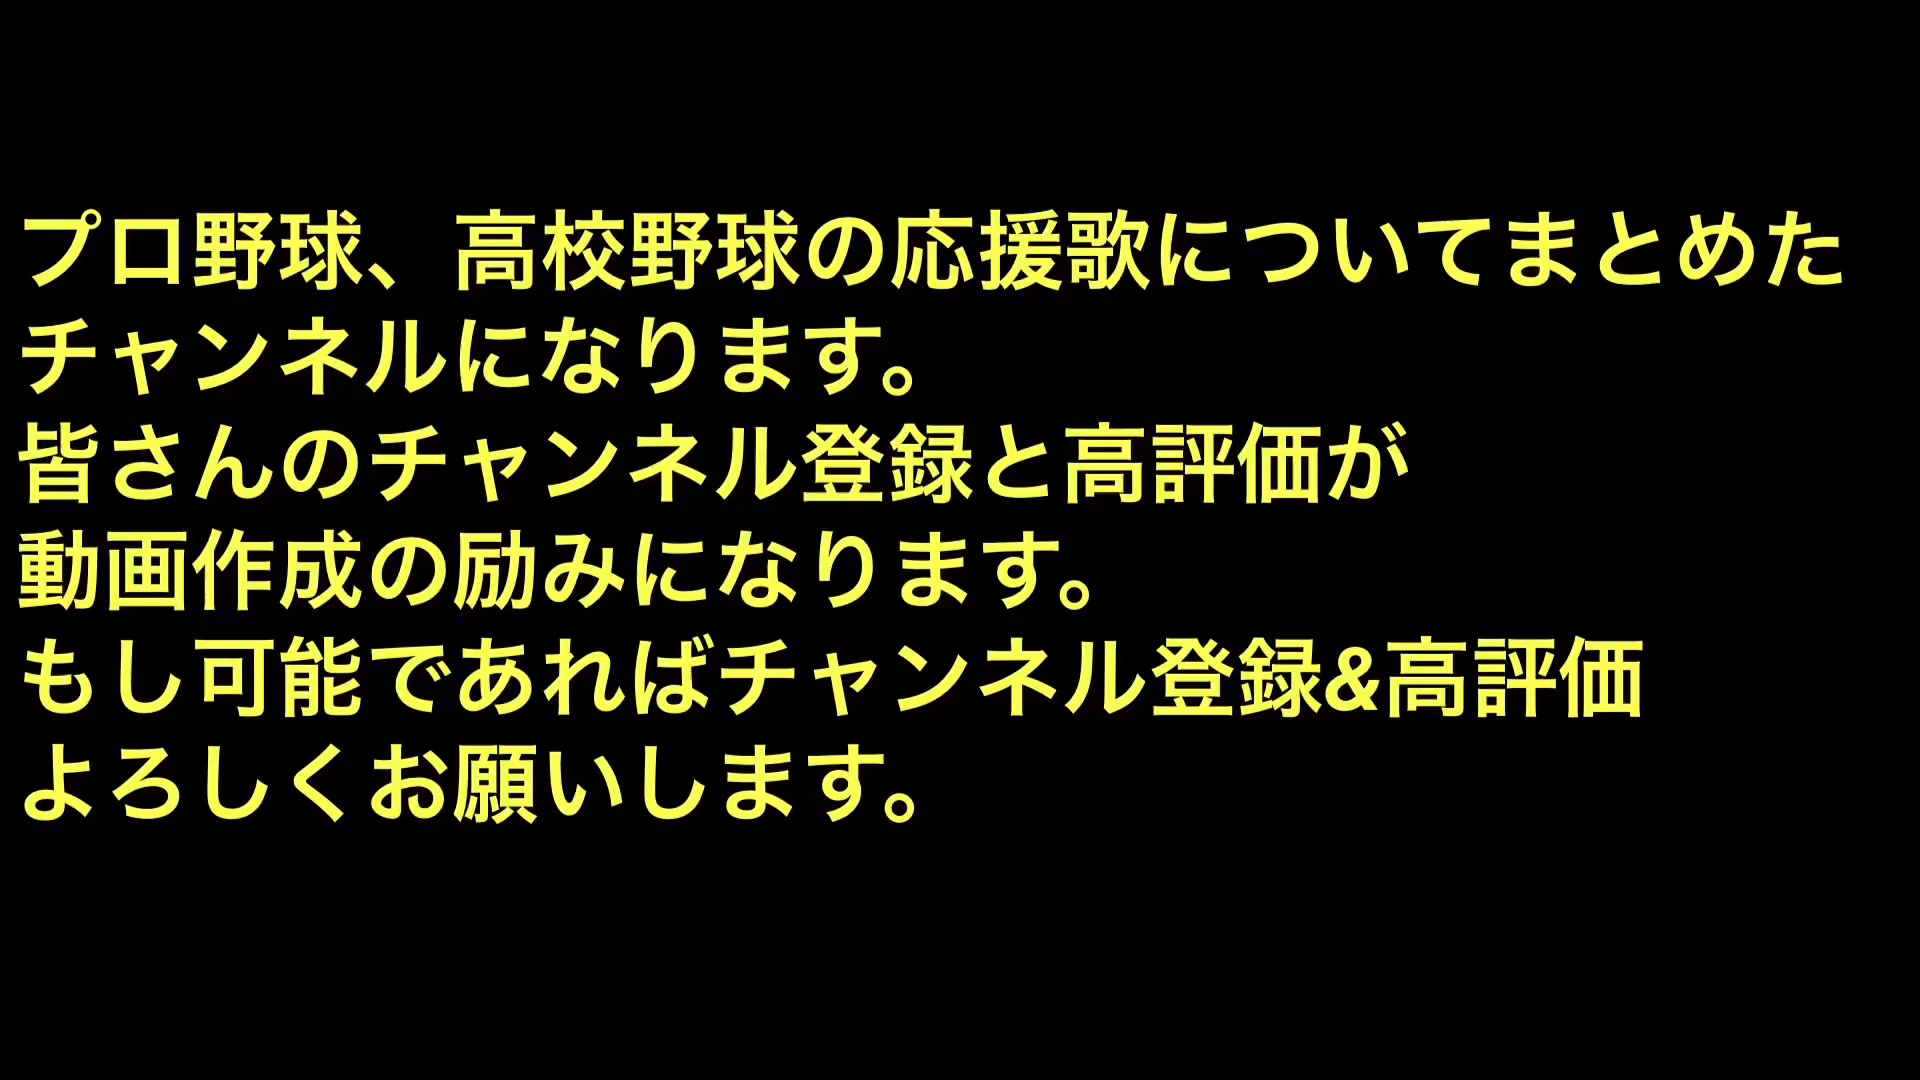 プロ野球、高校野球の応援歌についてまとめた
チャンネルになります。
皆さんのチャンネル登録と高評価が
動画作成の励みになります。
もし可能であればチャンネル登録&高評価
よろしくお願いします。